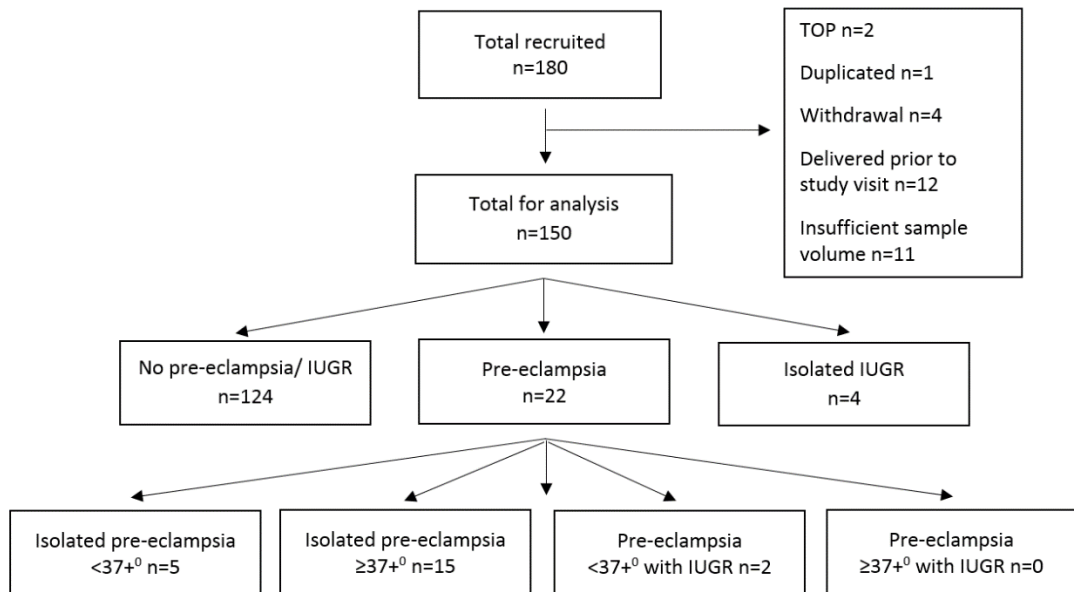 Total recruited
n=180
TOP n=2
Duplicated n=1
Withdrawal n=4
Delivered prior to
study visit n=12
Insufficient sample
volume n=11
Total for analysis
n=150
No pre-eclampsia/ IUGR
n=124
Pre-eclampsia
n=22
Isolated IUGR
n=4
Isolated pre-eclampsia
<37+⁰ n=5
Isolated pre-eclampsia
≥37+⁰ n=15
Pre-eclampsia
<37+⁰ with IUGR n=2
Pre-eclampsia
≥37+⁰ with IUGR n=0